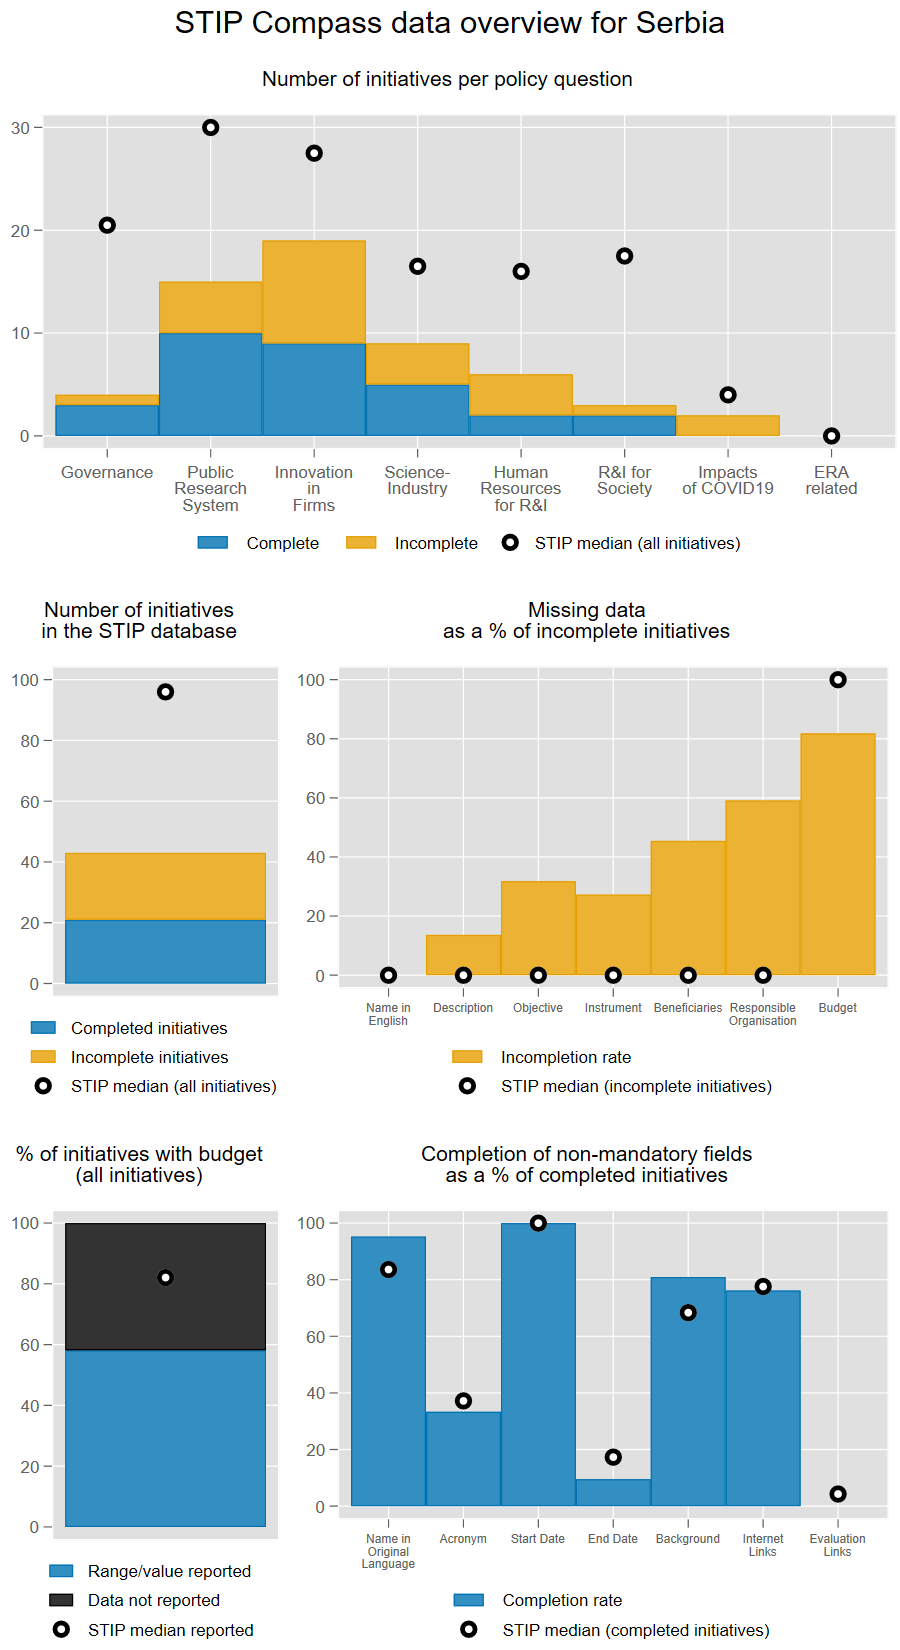 STIP Compass data overview for Serbia
Number of initiatives per policy question
30
20
10
0
Governance
Public
Research
System
Innovation
in
Firms
Science-
Industry
Human
Resources
for R&I
R&I for
Society
Impacts
of COVID19
ERA
related
Complete
Incomplete
STIP median (all initiatives)
Number of initiatives
in the STIP database
100
80
60
40
20
0
Completed initiatives
Incomplete initiatives
STIP median (all initiatives)
Missing data
as a % of incomplete initiatives
100
80
60
40
20
0
Name in
English
Description
Objective
Instrument
Beneficiaries
Responsible
Organisation
Budget
Incompletion rate
STIP median (incomplete initiatives)
% of initiatives with budget
(all initiatives)
100
80
60
40
20
0
Range/value reported
Data not reported
STIP median reported
Completion of non-mandatory fields
as a % of completed initiatives
100
80
60
40
20
0
Name in
Original
Language
Acronym
Start Date
End Date
Background
Internet
Links
Evaluation
Links
Completion rate
STIP median (completed initiatives)